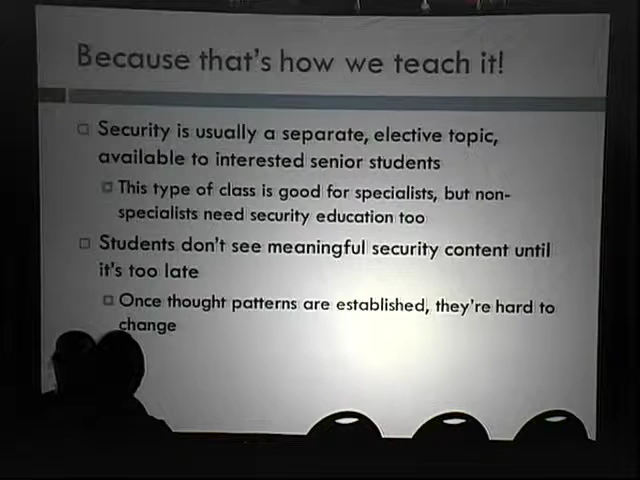 Because that's how we teach it!
Security is usually a separate, elective topic,
available to interested senior students
This type of class is good for specialists, but non-
specialists need security education too
Students don't see meaningful security content until
it's too late
Once thought patterns are established, they're hard to
change